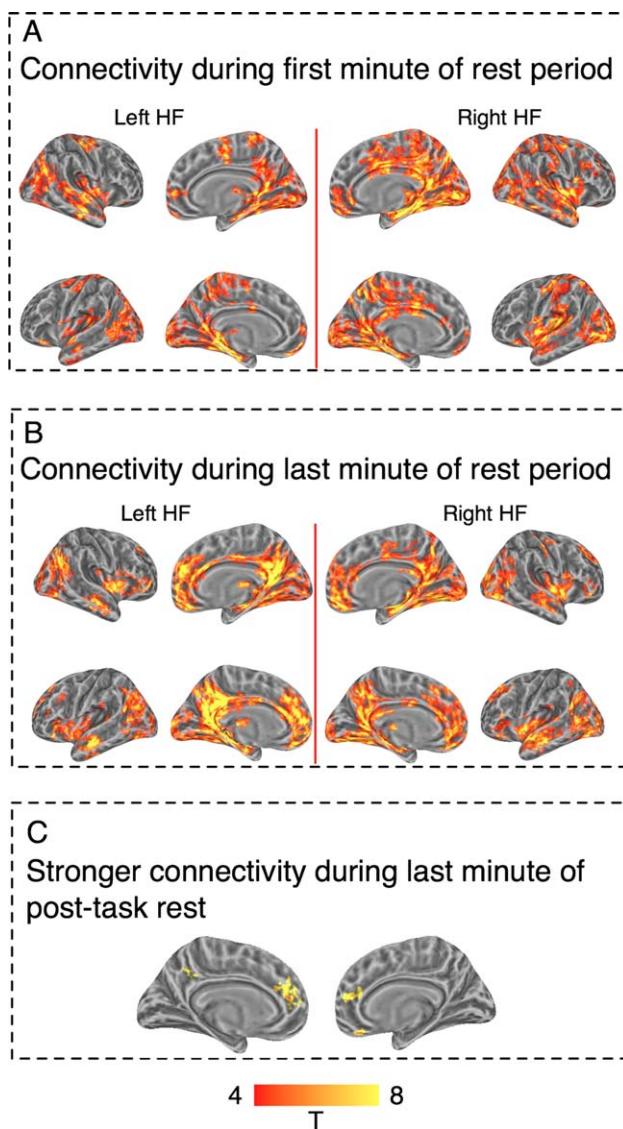 A
Connectivity during first minute of rest period
Left HF
Right HF
B
Connectivity during last minute of rest period
Left HF
Right HF
C
Stronger connectivity during last minute of
post-task rest
4
8
T